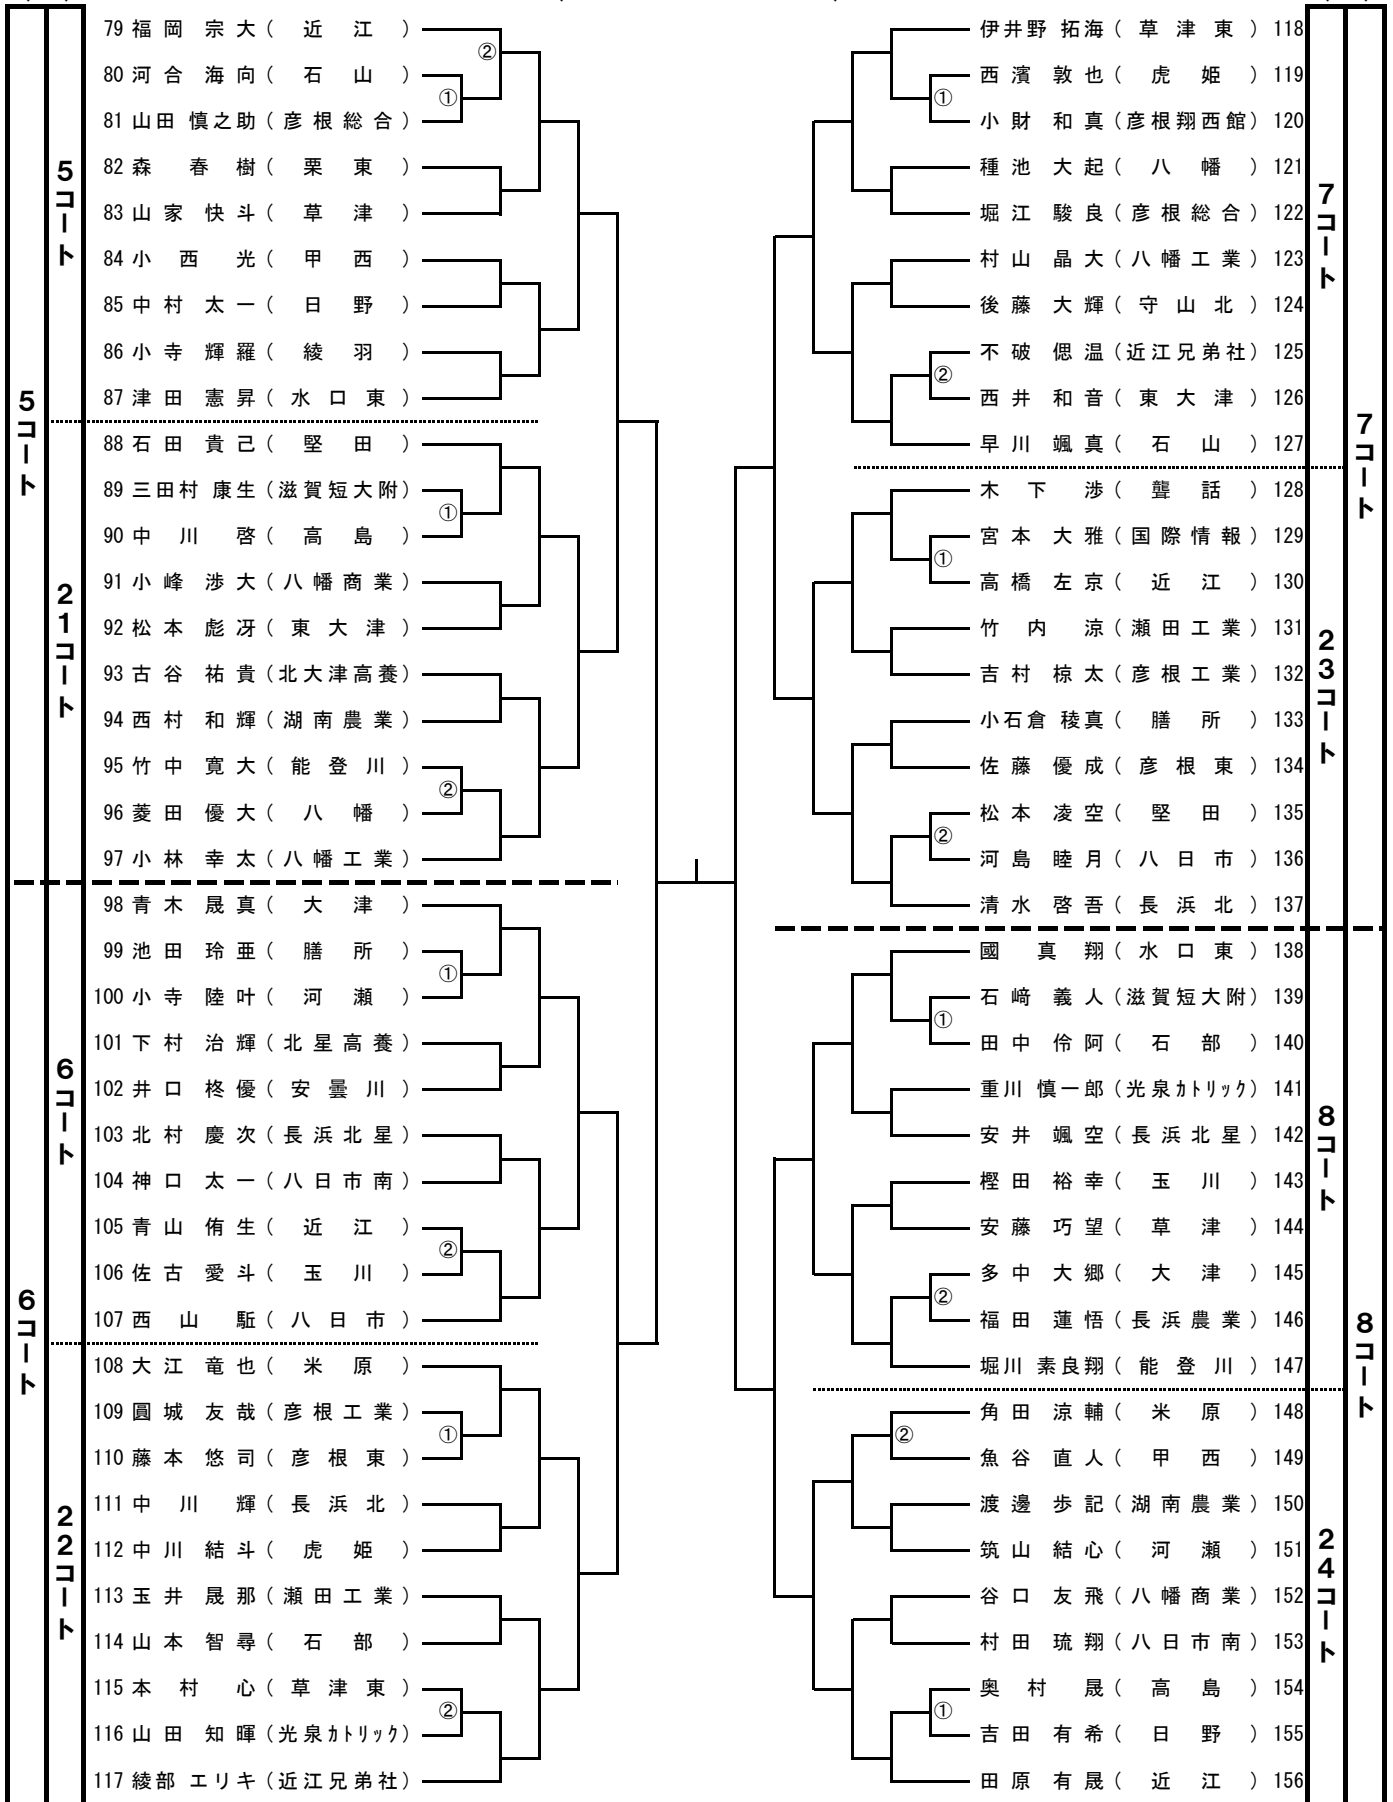 5コート
6コート
5コート
21コート
6コート
22コート
79 福岡 宗大 (近江)
80 河合 海向 (石山)
81 山田 慎之助 (彦根総合)
82 森 春樹 (栗東)
83 山家 快斗 (草津)
84 小西 光 (甲西)
85 中村 太一 (日野)
86 小寺 輝羅 (綾羽)
87 津田 憲昇 (水口東)
88 石田 貴己 (堅田)
89 三田村 康生 (滋賀短大附)
90 中川 啓 (高島)
91 小峰 渉大 (八幡商業)
92 松本 彪冴 (東大津)
93 古谷 祐貴 (北大津高養)
94 西村 和輝 (湖南農業)
95 竹中 寛大 (能登川)
96 菱田 優大 (八幡)
97 小林 幸太 (八幡工業)
98 青木 晟真 (大津)
99 池田 玲亜 (膳所)
100 小寺 陸叶 (河瀬)
101 下村 治輝 (北星高養)
102 井口 柊優 (安曇川)
103 北村 慶次 (長浜北星)
104 神口 太一 (八日市南)
105 青山 侑生 (近江)
106 佐古 愛斗 (玉川)
107 西山 駈 (八日市)
108 大江 竜也 (米原)
109 圓城 友哉 (彦根工業)
110 藤本 悠司 (彦根東)
111 中川 輝 (長浜北)
112 中川 結斗 (虎姫)
113 玉井 晟那 (瀬田工業)
114 山本 智尋 (石部)
115 本村 心 (草津東)
116 山田 知暉 (光泉カトリック)
117 綾部 エリキ (近江兄弟社)
②
①
①
②
①
②
①
②
伊井野 拓海 (草津東) 118
西濱 敦也 (虎姫) 119
小財 和真 (彦根翔西館) 120
種池 大起 (八幡) 121
堀江 駿良 (彦根総合) 122
村山 晶大 (八幡工業) 123
後藤 大輝 (守山北) 124
不破 偲温 (近江兄弟社) 125
西井 和音 (東大津) 126
早川 颯真 (石山) 127
木下 渉 (聾話) 128
宮本 大雅 (国際情報) 129
高橋 左京 (近江) 130
竹内 涼 (瀬田工業) 131
吉村 椋太 (彦根工業) 132
小石倉 稜真 (膳所) 133
佐藤 優成 (彦根東) 134
松本 凌空 (堅田) 135
河島 睦月 (八日市) 136
清水 啓吾 (長浜北) 137
國 真翔 (水口東) 138
石﨑 義人 (滋賀短大附) 139
田中 伶阿 (石部) 140
重川 慎一郎 (光泉カトリック) 141
安井 颯空 (長浜北星) 142
樫田 裕幸 (玉川) 143
安藤 巧望 (草津) 144
多中 大郷 (大津) 145
福田 蓮悟 (長浜農業) 146
堀川 素良翔 (能登川) 147
角田 涼輔 (米原) 148
魚谷 直人 (甲西) 149
渡邊 歩記 (湖南農業) 150
筑山 結心 (河瀬) 151
谷口 友飛 (八幡商業) 152
村田 琉翔 (八日市南) 153
奥村 晟 (高島) 154
吉田 有希 (日野) 155
田原 有晟 (近江) 156
①
②
①
②
①
②
②
①
7コート
23コート
8コート
24コート
7コート
8コート